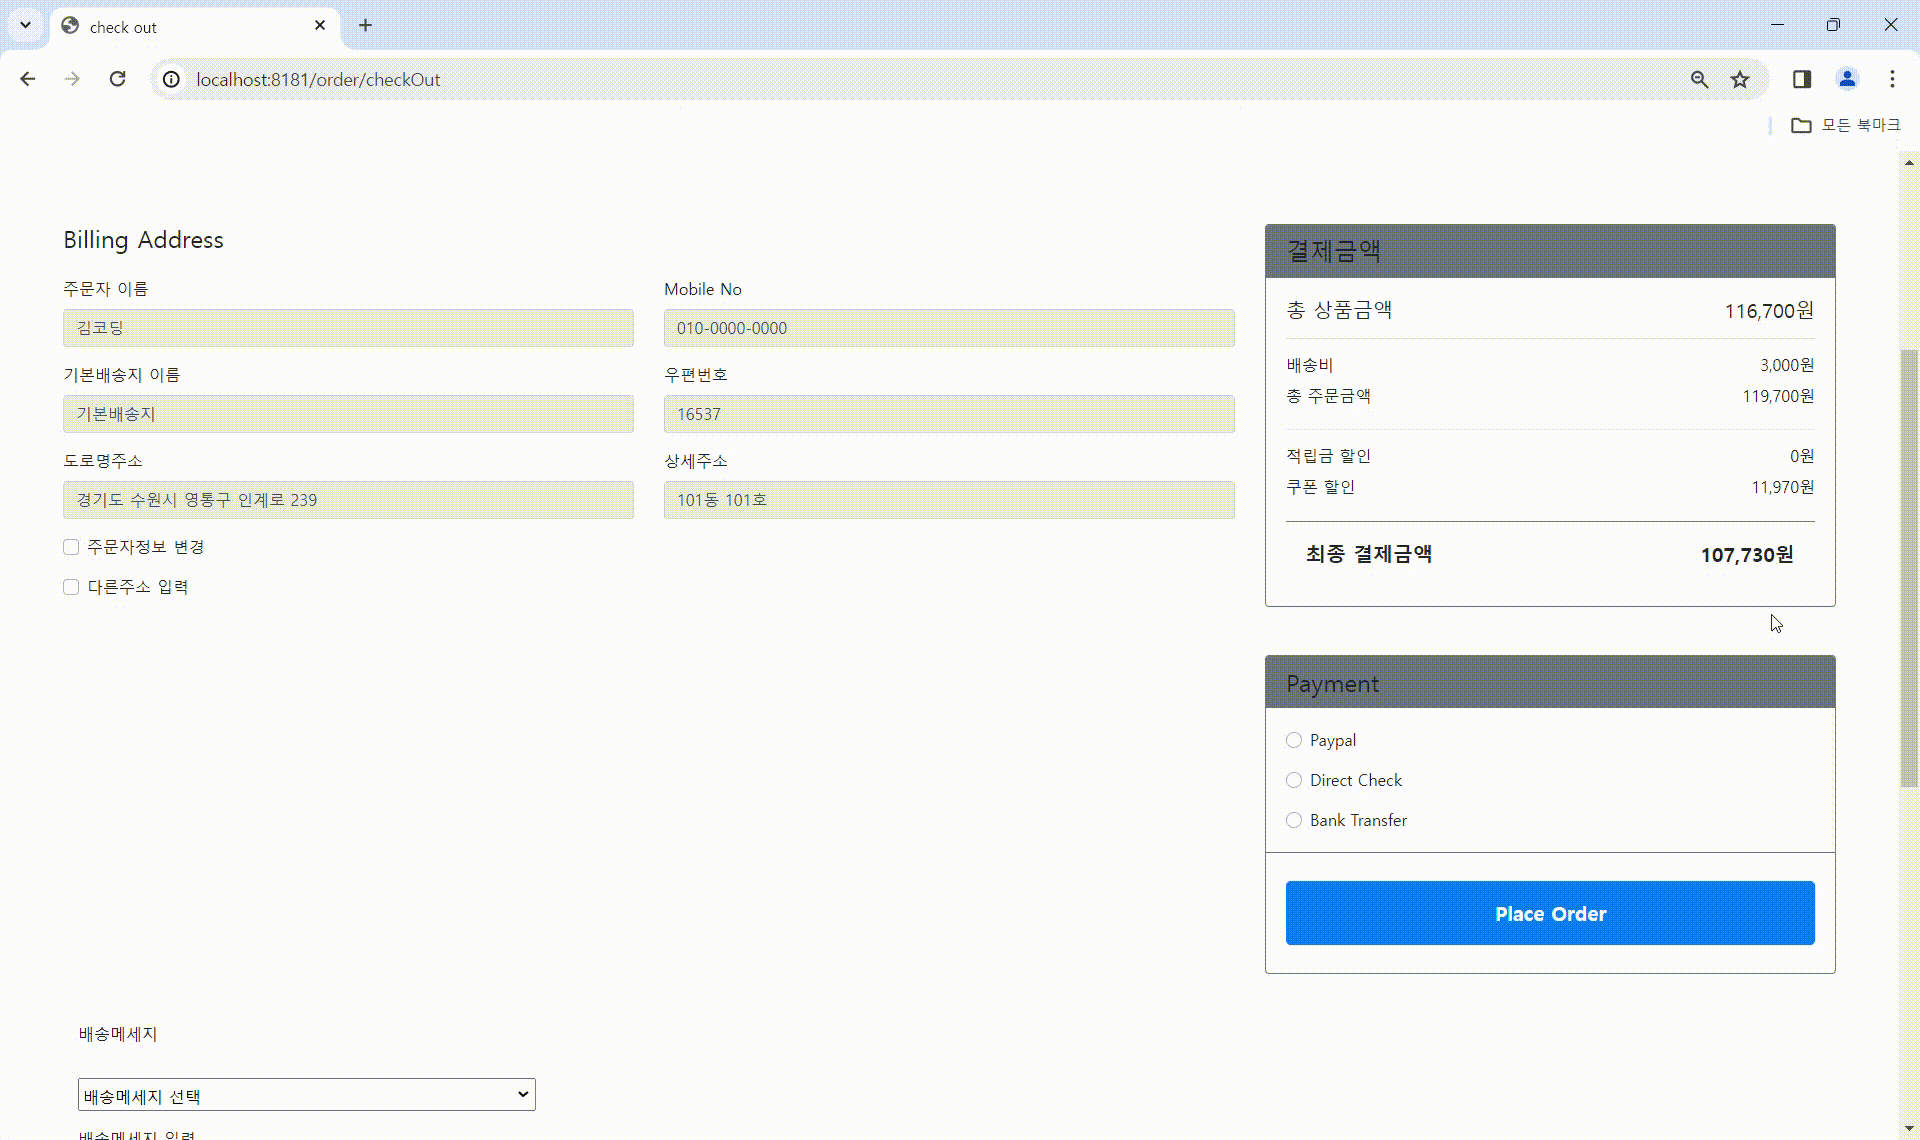 check out
localhost:8181/order/checkOut
모든 북마크
Billing Address
주문자 이름
Mobile No
김코딩
010-0000-0000
기본배송지 이름
우편번호
기본배송지
16537
도로명주소
상세주소
경기도 수원시 영통구 인계로 239
101동 101호
주문자정보 변경
다른주소 입력
결제금액
총 상품금액 116,700원
배송비 3,000원
총 주문금액 119,700원
적립금 할인 0원
쿠폰 할인 11,970원
최종 결제금액 107,730원
Payment
Paypal
Direct Check
Bank Transfer
Place Order
배송메세지
배송메세지 선택
배송메세지 입력